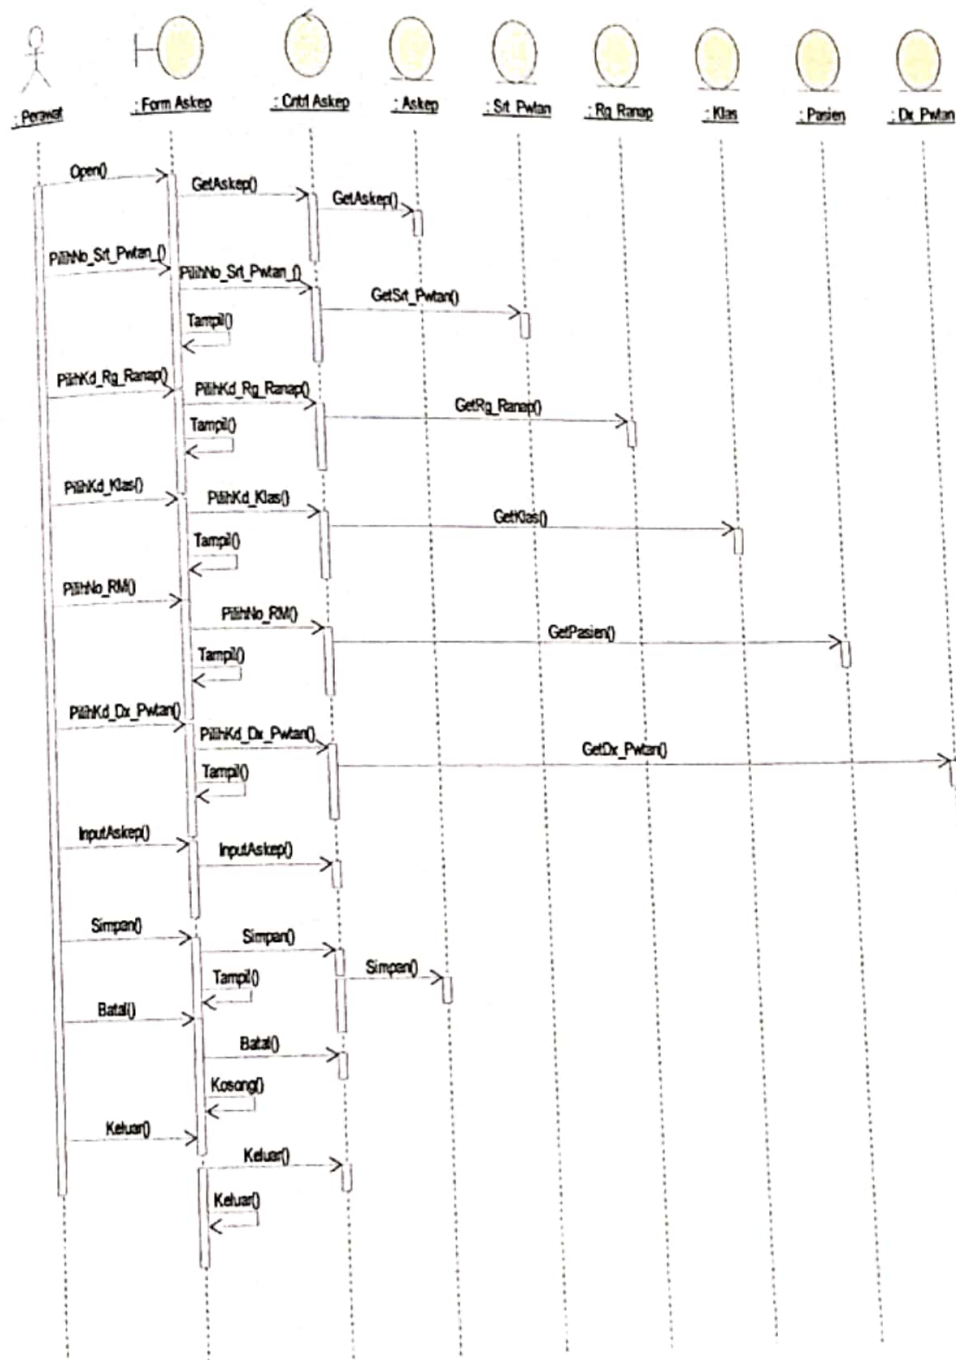 : Perawat
: Form Askep
: Cntrl Askep
: Askep
: Srt_Pwtan
: Rg_Ranap
: Klas
: Pasien
: Dx_Pwtan
Open()
GetAskep()
GetAskep()
PilihNo_Srt_Pwtan_()
PilihNo_Srt_Pwtan_()
GetSrt_Pwtan()
Tampil()
PilihKd_Rg_Ranap()
PilihKd_Rg_Ranap()
GetRg_Ranap()
Tampil()
PilihKd_Klas()
PilihKd_Klas()
GetKlas()
Tampil()
PilihNo_RM()
PilihNo_RM()
GetPasien()
Tampil()
PilihKd_Dx_Pwtan()
PilihKd_Dx_Pwtan()
GetDx_Pwtan()
Tampil()
InputAskep()
InputAskep()
Simpan()
Simpan()
Simpan()
Tampil()
Batal()
Batal()
Kosong()
Keluar()
Keluar()
Keluar()